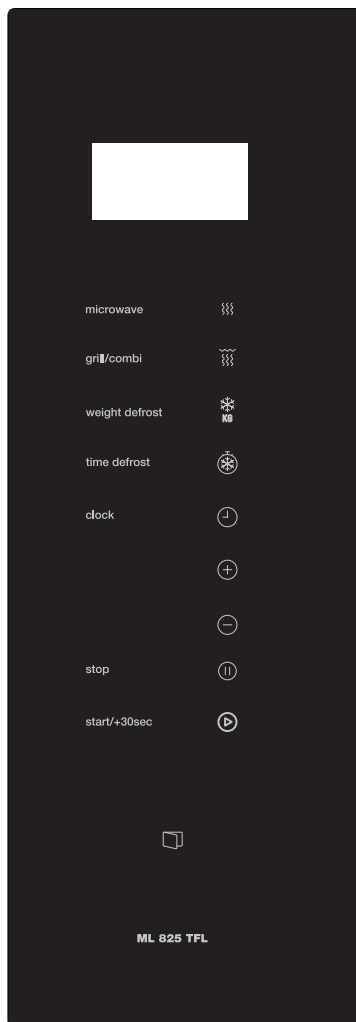 microwave
grill/combi
weight defrost
KG
time defrost
clock
stop
start/+30sec
ML 825 TFL